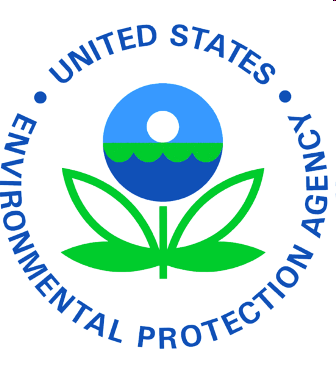 UNITED STATES
ENVIRONMENTAL PROTECTION AGENCY